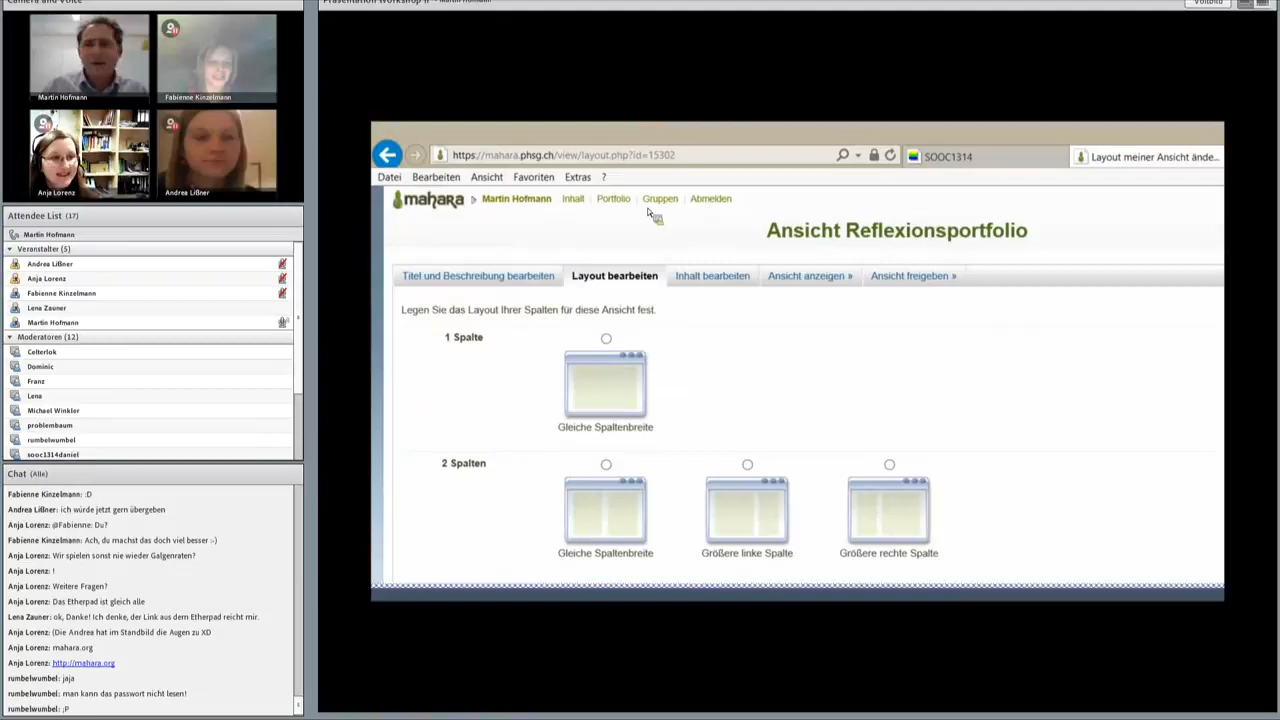 Camera and Voice
Präsentation Workshop II - Martin Hofmann
Vollbild
Martin Hofmann
Fabienne Kinzelmann
Anja Lorenz
Andrea Lißner
Attendee List (17)
Martin Hofmann
Veranstalter (5)
Andrea Lißner
Anja Lorenz
Fabienne Kinzelmann
Lena Zauner
Martin Hofmann
Moderatoren (12)
Celterlok
Dominic
Franz
Lena
Michael Winkler
problembaum
rumbelwumbel
sooc1314daniel
Chat (Alle)
Fabienne Kinzelmann: :D
Andrea Lißner: ich würde jetzt gern übergeben
Anja Lorenz: @Fabienne: Du?
Fabienne Kinzelmann: Ach, du machst das doch viel besser :-)
Anja Lorenz: Wir spielen sonst nie wieder Galgenraten?
Anja Lorenz: !
Anja Lorenz: Weitere Fragen?
Anja Lorenz: Das Etherpad ist gleich alle
Lena Zauner: ok, Danke! Ich denke, der Link aus dem Etherpad reicht mir.
Anja Lorenz: (Die Andrea hat im Standbild die Augen zu XD
Anja Lorenz: mahara.org
Anja Lorenz: http://mahara.org
rumbelwumbel: jaja
rumbelwumbel: man kann das passwort nicht lesen!
rumbelwumbel: ;P
https://mahara.phsg.ch/view/layout.php?id=15302
SOOC1314
Layout meiner Ansicht ände...
Datei Bearbeiten Ansicht Favoriten Extras ?
mahara Martin Hofmann Inhalt Portfolio Gruppen Abmelden
Ansicht Reflexionsportfolio
Titel und Beschreibung bearbeiten Layout bearbeiten Inhalt bearbeiten Ansicht anzeigen » Ansicht freigeben »
Legen Sie das Layout Ihrer Spalten für diese Ansicht fest.
1 Spalte
Gleiche Spaltenbreite
2 Spalten
Gleiche Spaltenbreite Größere linke Spalte Größere rechte Spalte